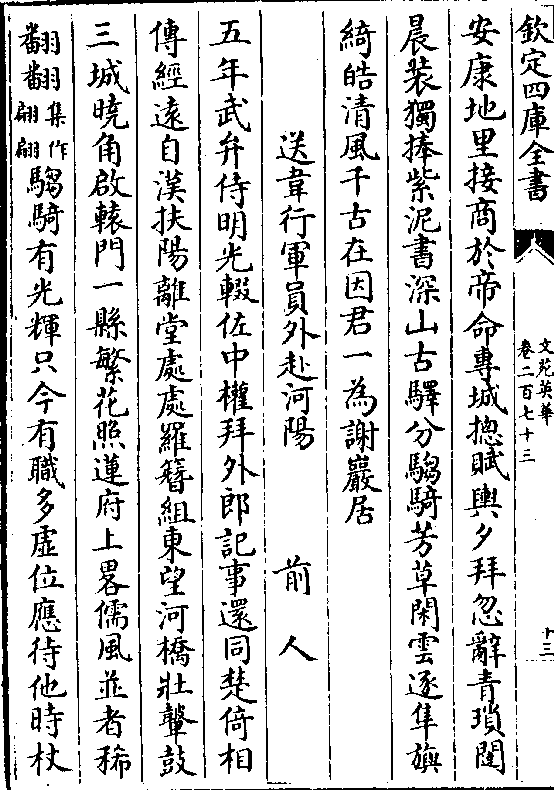 欽定四庫全書
文苑英華
卷二百七十三
十三
安康地里接商於帝命專城揔賦輿夕拜忽辭青瑣闥
晨装獨捧紫泥書深山古驛分騶騎芳草閑雲逐隼旟
綺皓清風千古在因君一為謝巖居
送韋行軍員外赴河陽 前人
五年武弁侍明光輟佐中權拜外郎記事還同楚倚相
傳經遠自漢扶陽離堂處處羅簪組東望河橋壯鼙鼓
三城曉角啟轅門一縣繁花照蓮府上畧儒風並者稀
翩翩集作
翩翩騶騎有光輝只今有職多虚位應待他時杖